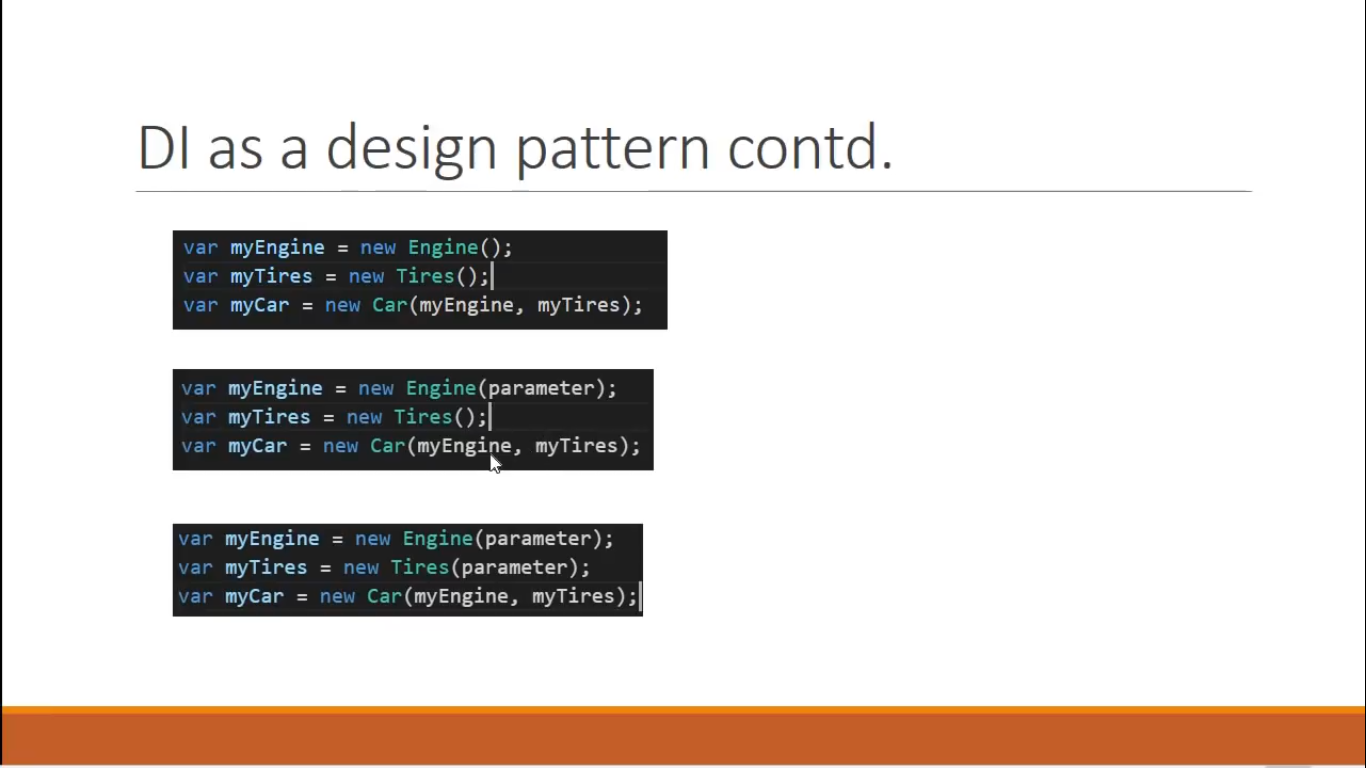 DI as a design pattern contd.
var myEngine = new Engine();
var myTires = new Tires();
var myCar = new Car(myEngine, myTires);
var myEngine = new Engine(parameter);
var myTires = new Tires();
var myCar = new Car(myEngine, myTires);
var myEngine = new Engine(parameter);
var myTires = new Tires(parameter);
var myCar = new Car(myEngine, myTires);